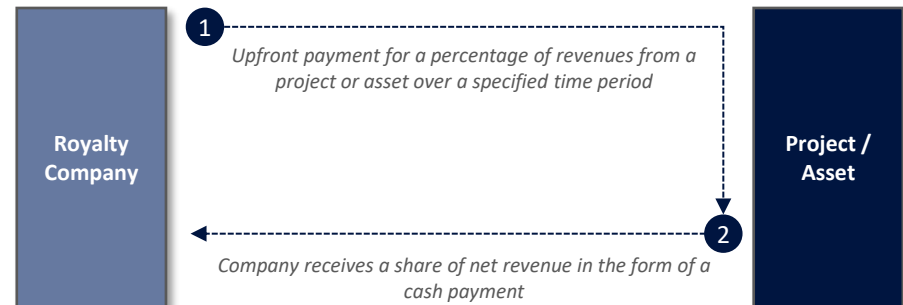 1
Upfront payment for a percentage of revenues from a
project or asset over a specified time period
Royalty
Company
Project /
Asset
2
Company receives a share of net revenue in the form of a
cash payment